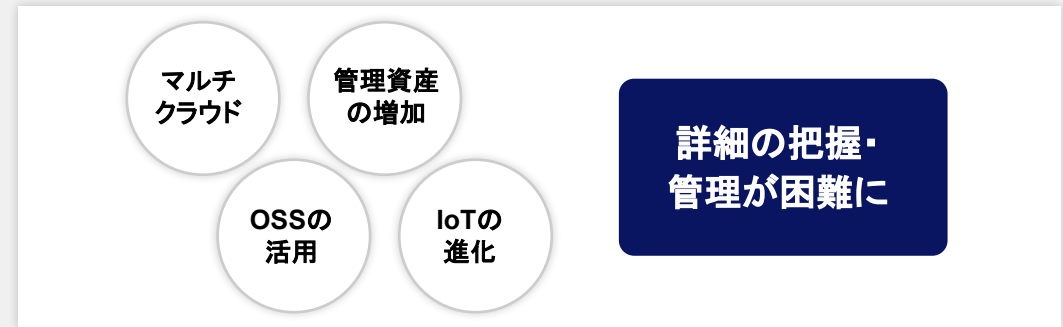 マルチ
クラウド
管理資産
の増加
OSSの
活用
IoTの
進化
詳細の把握・
管理が困難に